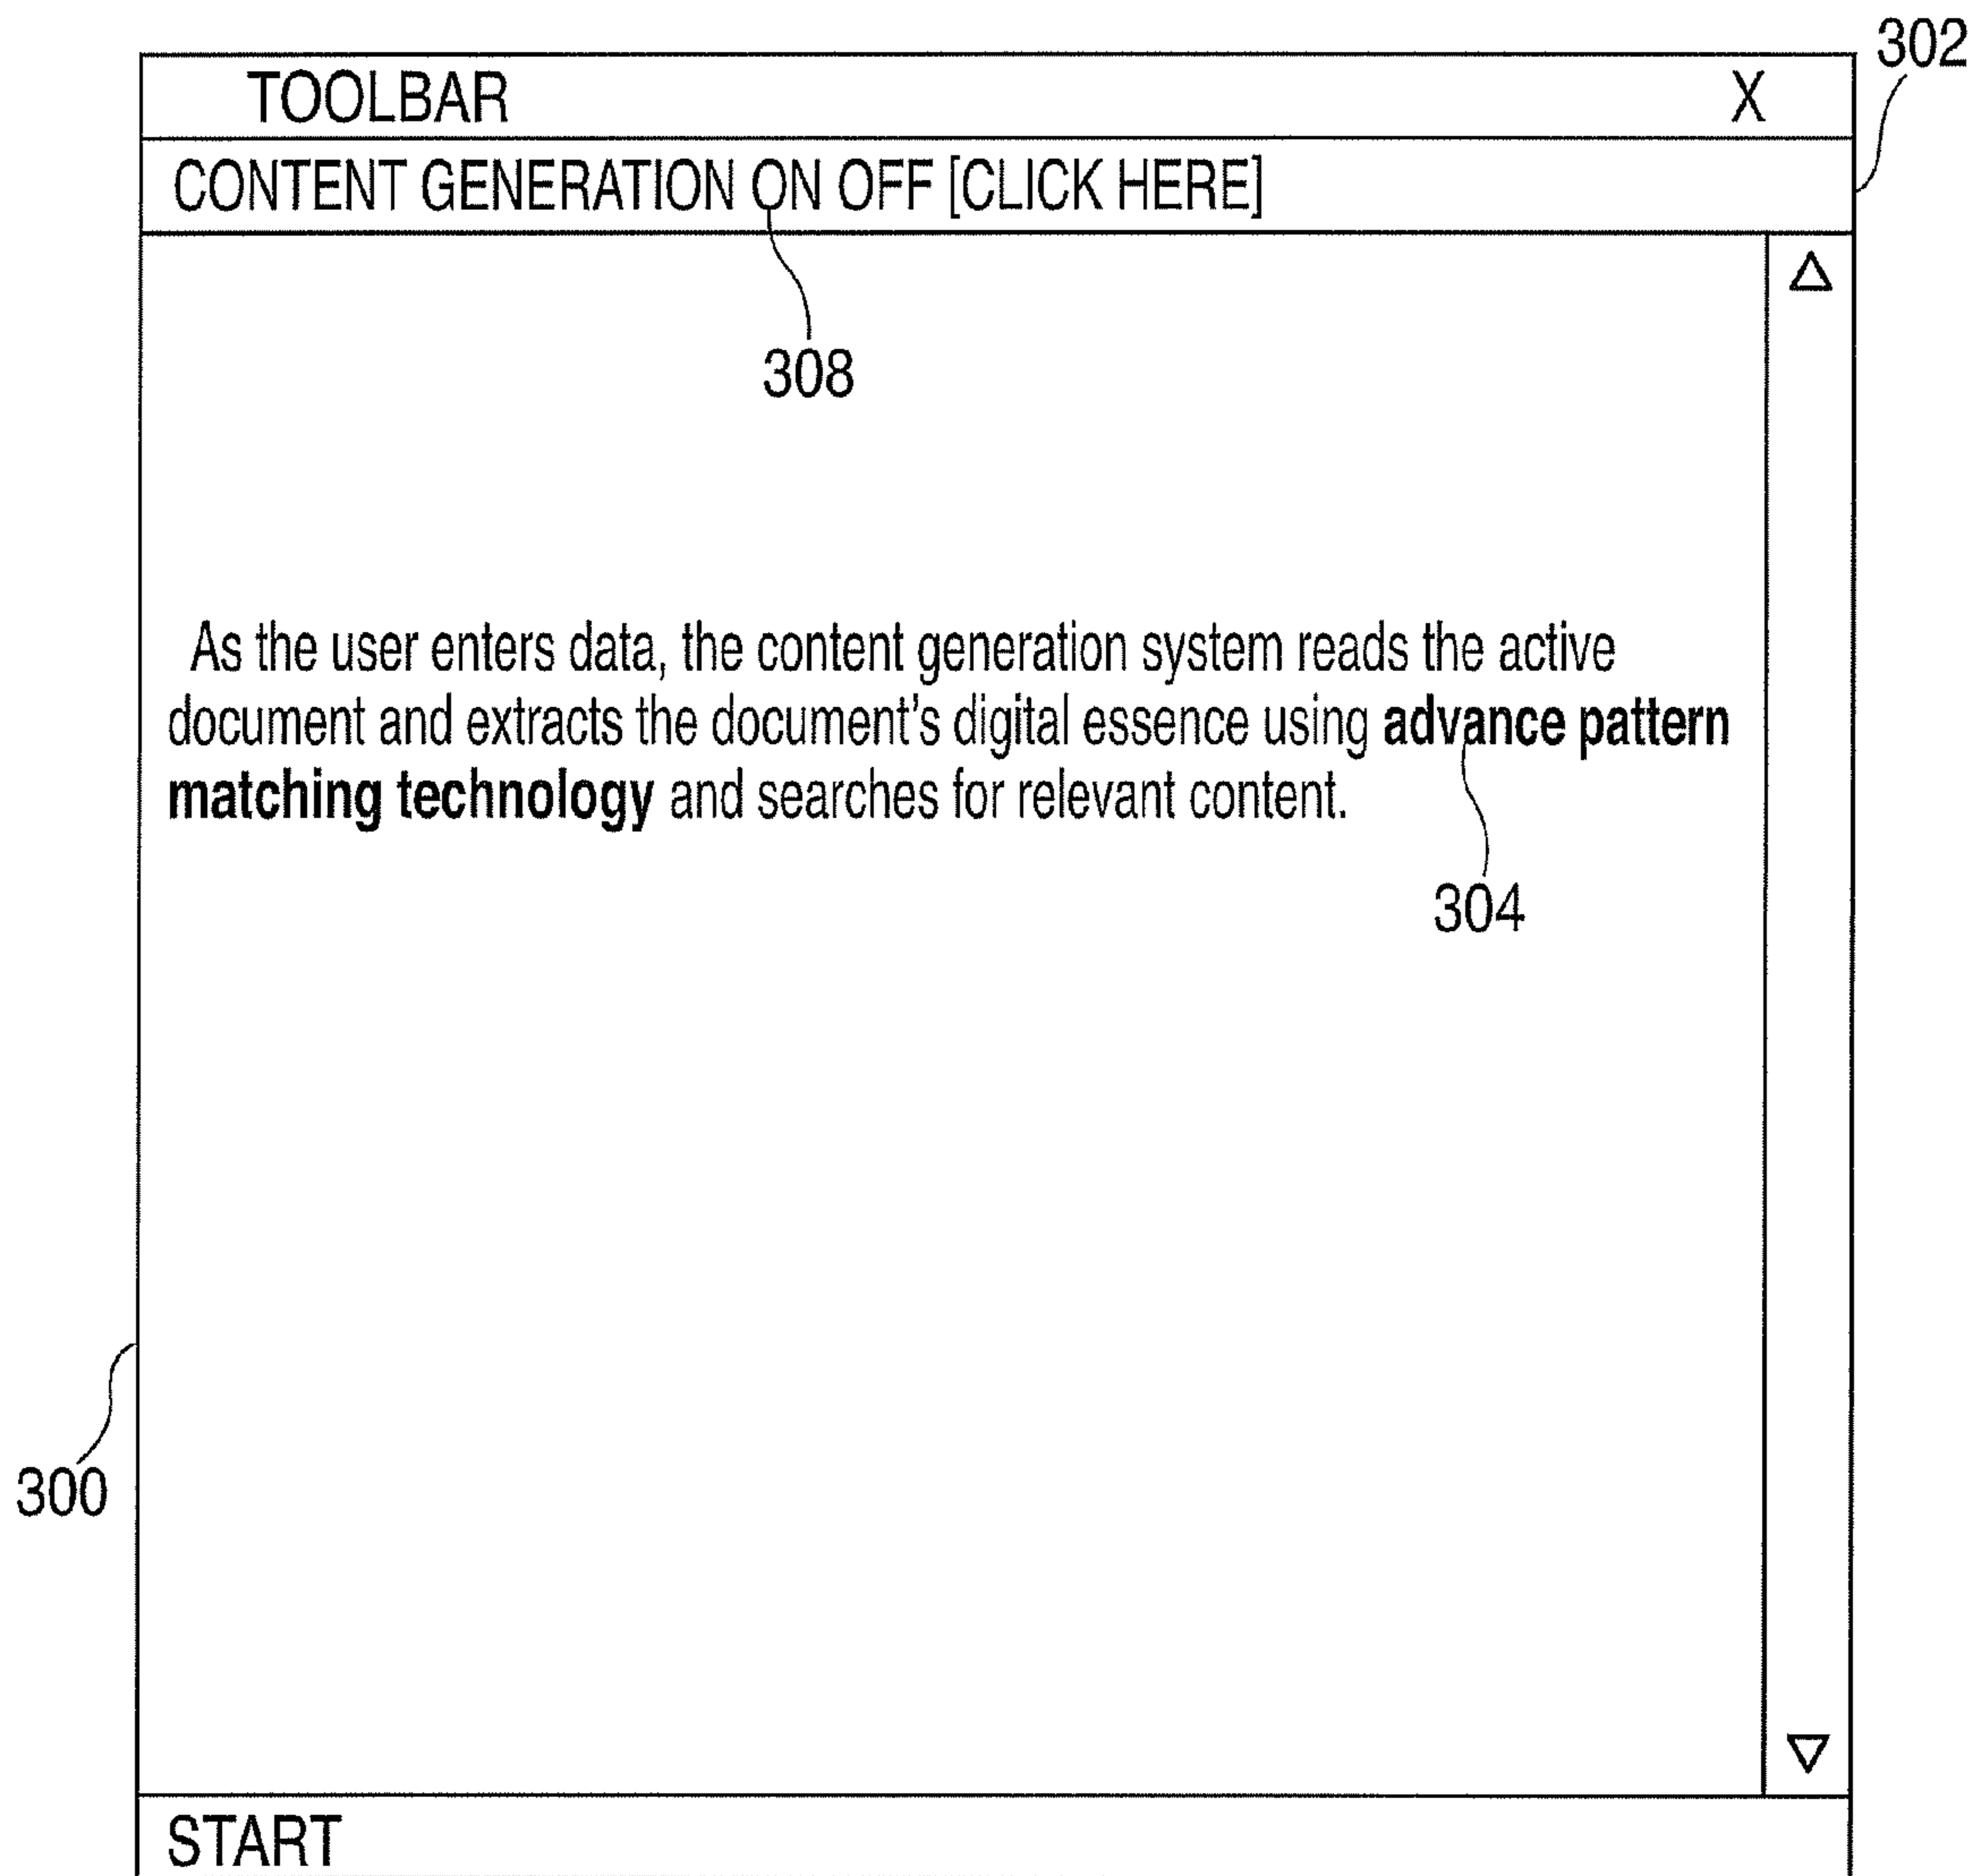 302
TOOLBAR X
CONTENT GENERATION ON OFF [CLICK HERE]
308
As the user enters data, the content generation system reads the active
document and extracts the document's digital essence using advance pattern
matching technology and searches for relevant content.
304
300
START